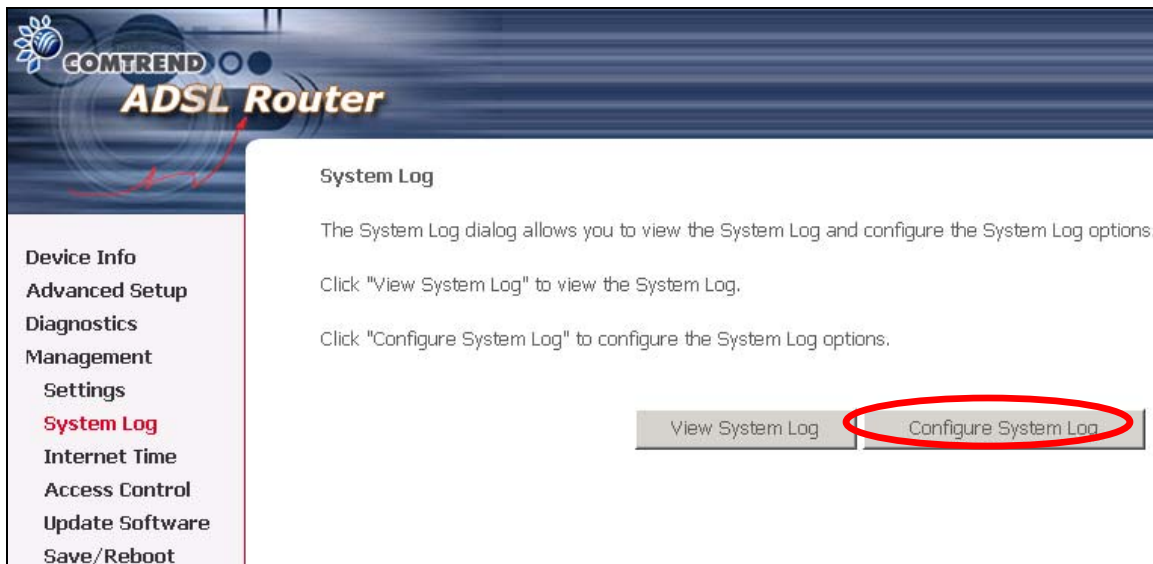 COMTREND
ADSL Router
System Log
The System Log dialog allows you to view the System Log and configure the System Log options
Click "View System Log" to view the System Log.
Click "Configure System Log" to configure the System Log options.
View System Log
Configure System Log
Device Info
Advanced Setup
Diagnostics
Management
Settings
System Log
Internet Time
Access Control
Update Software
Save/Reboot